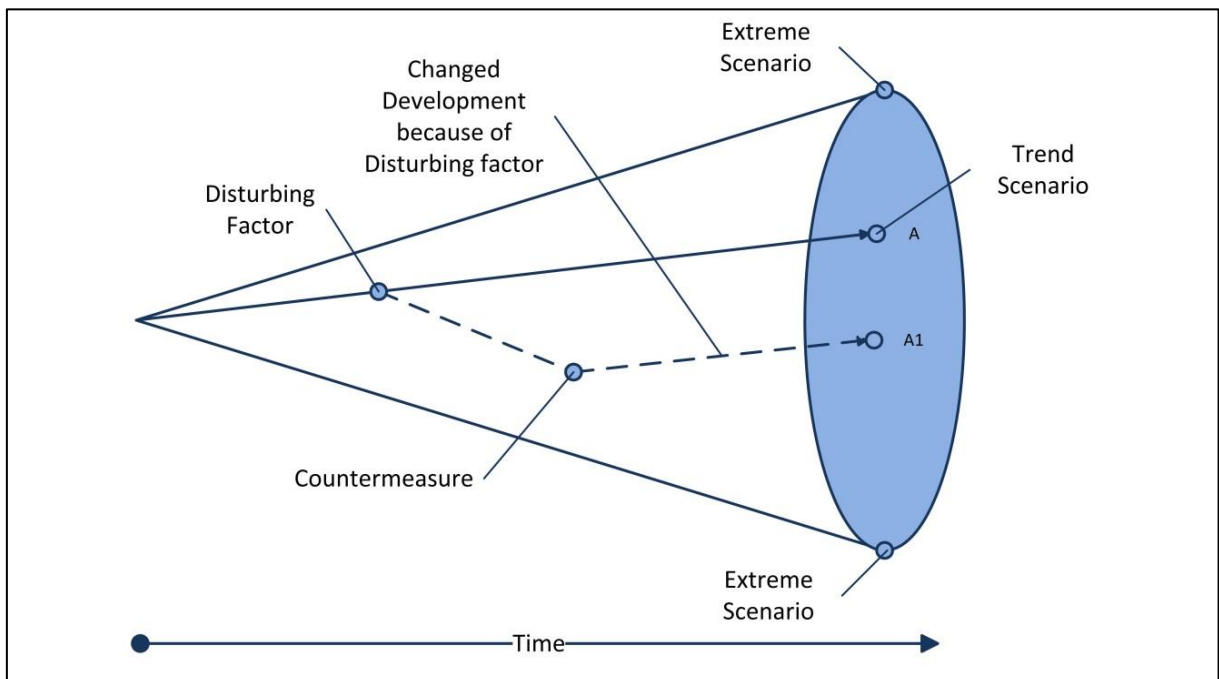 Extreme
Scenario
Changed
Development
because of
Disturbing factor
Trend
Scenario
Disturbing
Factor
A
A1
Countermeasure
Extreme
Scenario
Time